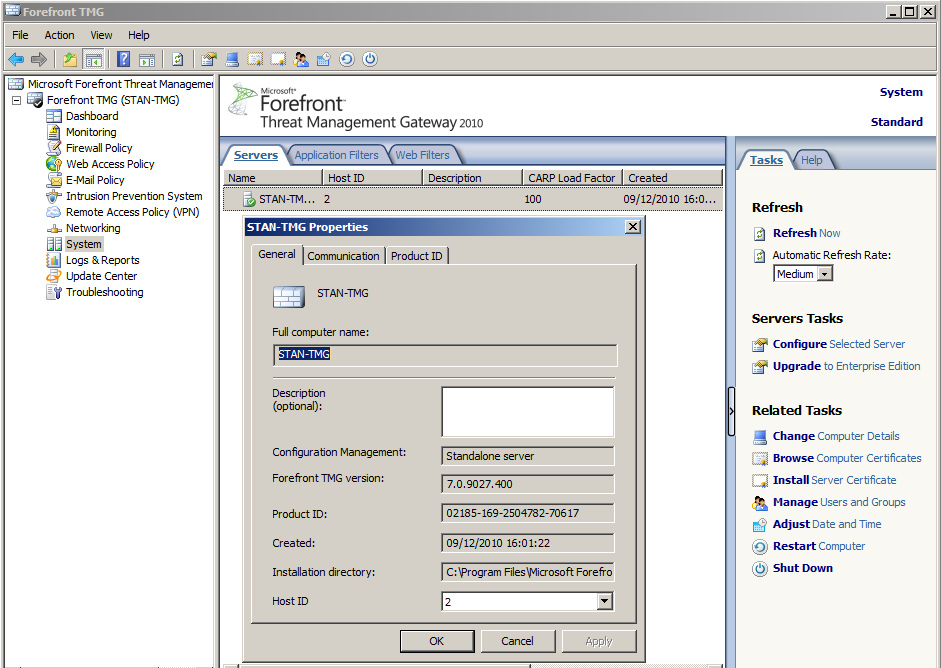 Forefront TMG
File Action View Help
Microsoft Forefront Threat Managemer
Forefront TMG (STAN-TMG)
Dashboard
Monitoring
Firewall Policy
Web Access Policy
E-Mail Policy
Intrusion Prevention System
Remote Access Policy (VPN)
Networking
System
Logs & Reports
Update Center
Troubleshooting
Microsoft®
Forefront™
Threat Management Gateway 2010
System
Standard
Servers Application Filters Web Filters
Name Host ID Description CARP Load Factor Created
STAN-TM... 2 100 09/12/2010 16:0...
STAN-TMG Properties
General Communication Product ID
STAN-TMG
Full computer name:
STAN-TMG
Description
(optional):
Configuration Management: Standalone server
Forefront TMG version: 7.0.9027.400
Product ID: 02185-169-2504782-70617
Created: 09/12/2010 16:01:22
Installation directory: C:\Program Files\Microsoft Forefro
Host ID 2
OK Cancel Apply
Tasks Help
Refresh
Refresh Now
Automatic Refresh Rate:
Medium
Servers Tasks
Configure Selected Server
Upgrade to Enterprise Edition
Related Tasks
Change Computer Details
Browse Computer Certificates
Install Server Certificate
Manage Users and Groups
Adjust Date and Time
Restart Computer
Shut Down